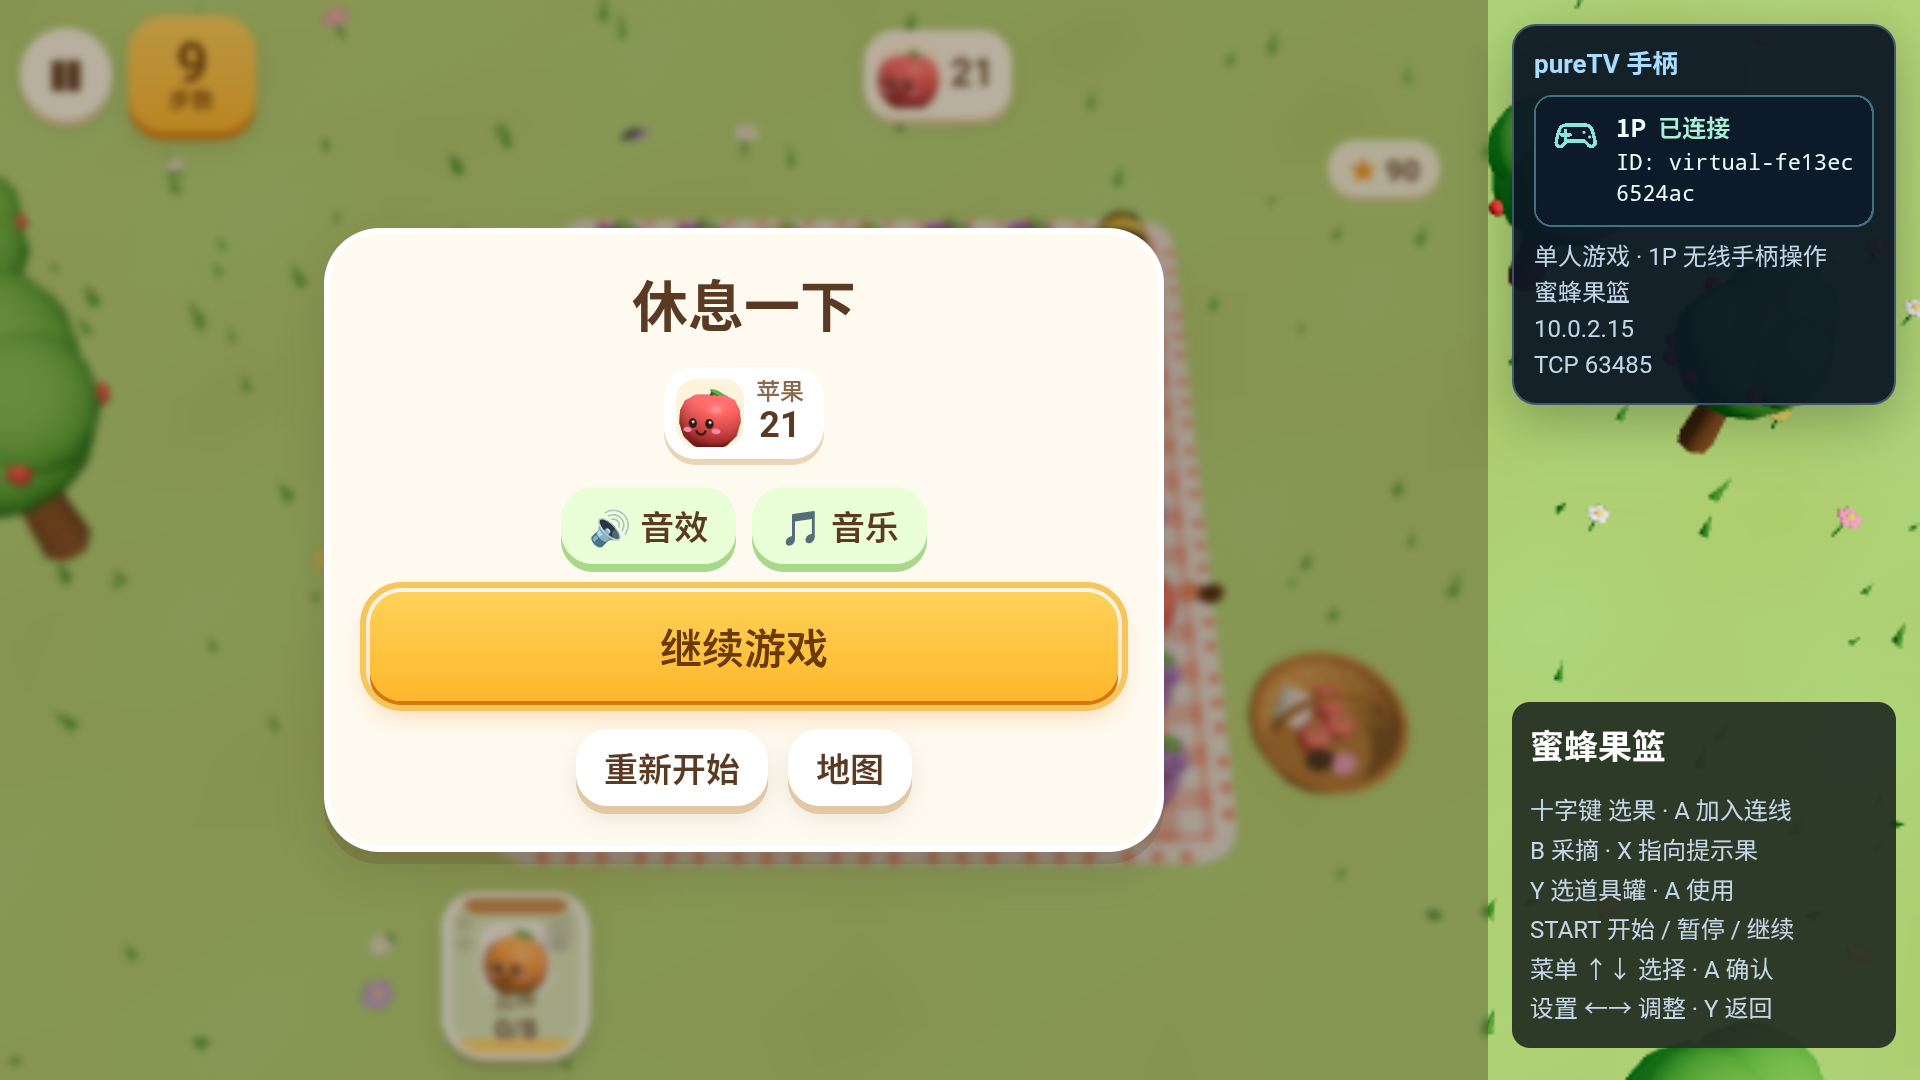 9
步数
21
90
休息一下
苹果
21
🔊 音效
🎵 音乐
继续游戏
重新开始
地图
0/8
pureTV 手柄
1P 已连接
ID: virtual-fe13ec
6524ac
单人游戏 · 1P 无线手柄操作
蜜蜂果篮
10.0.2.15
TCP 63485
蜜蜂果篮
十字键 选果 · A 加入连线
B 采摘 · X 指向提示果
Y 选道具罐 · A 使用
START 开始 / 暂停 / 继续
菜单 ↑↓ 选择 · A 确认
设置 ←→ 调整 · Y 返回